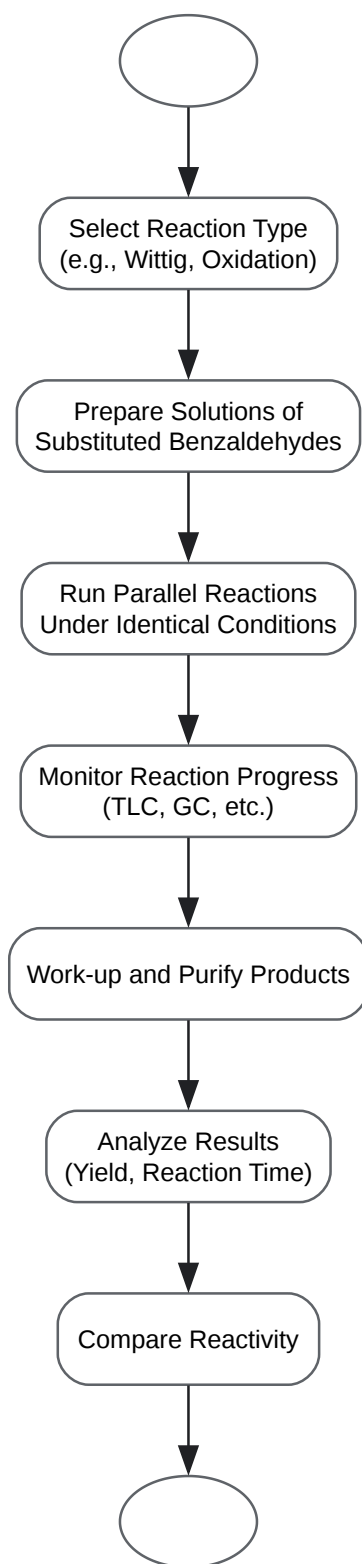 Select Reaction Type
(e.g., Wittig, Oxidation)
Prepare Solutions of
Substituted Benzaldehydes
Run Parallel Reactions
Under Identical Conditions
Monitor Reaction Progress
(TLC, GC, etc.)
Work-up and Purify Products
Analyze Results
(Yield, Reaction Time)
Compare Reactivity